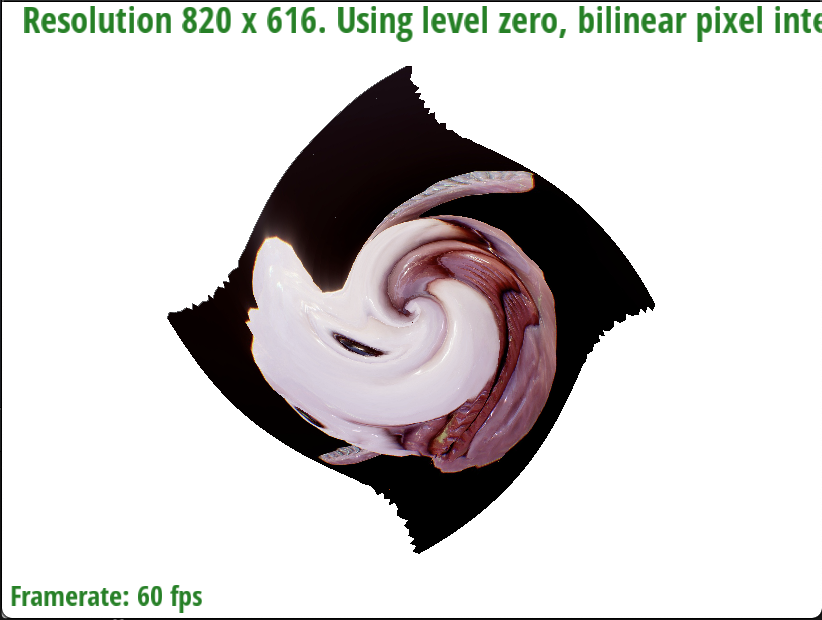 Resolution 820 x 616. Using level zero, bilinear pixel inte
Framerate: 60 fps